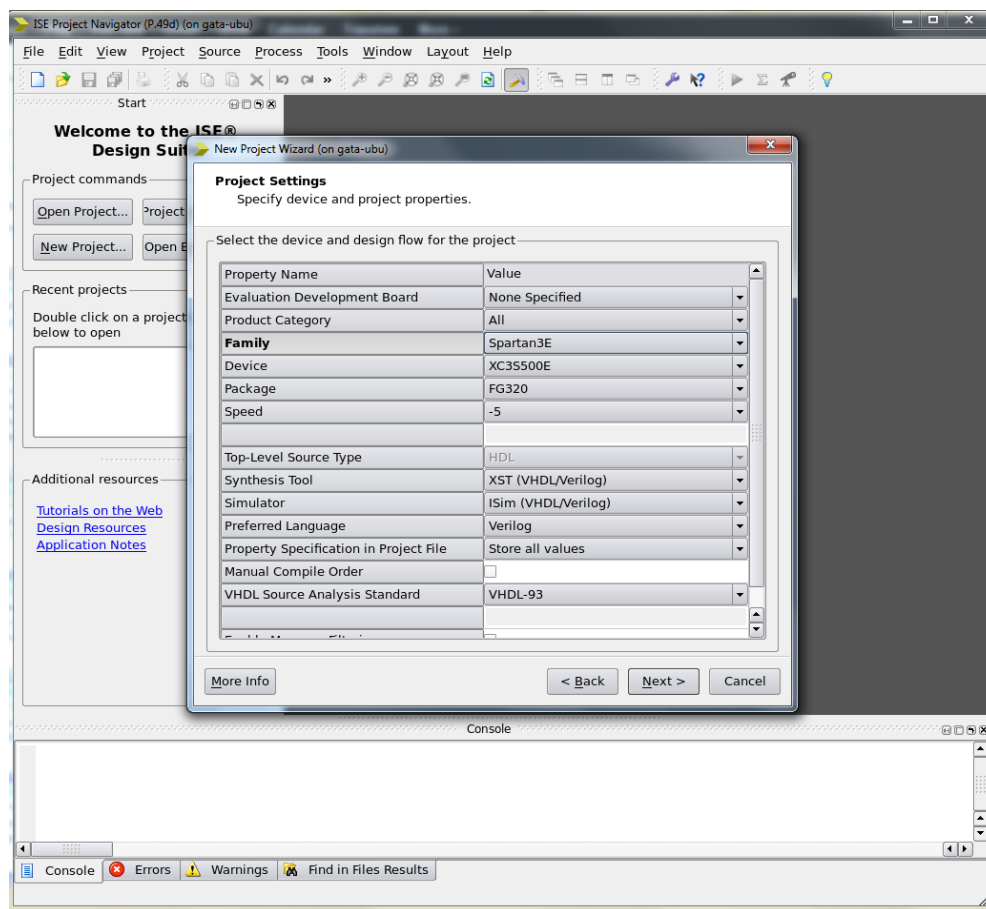 ISE Project Navigator (P.49d) (on gata-ubu)
File Edit View Project Source Process Tools Window Layout Help
Start
Welcome to the ISE®
Design Suit
Project commands
Open Project... Project
New Project... Open E
Recent projects
Double click on a project
below to open
Additional resources
Tutorials on the Web
Design Resources
Application Notes
New Project Wizard (on gata-ubu)
Project Settings
Specify device and project properties.
Select the device and design flow for the project
Property Name Value
Evaluation Development Board None Specified
Product Category All
Family Spartan3E
Device XC3S500E
Package FG320
Speed -5
Top-Level Source Type HDL
Synthesis Tool XST (VHDL/Verilog)
Simulator ISim (VHDL/Verilog)
Preferred Language Verilog
Property Specification in Project File Store all values
Manual Compile Order
VHDL Source Analysis Standard VHDL-93
More Info < Back Next > Cancel
Console
Console Errors Warnings Find in Files Results